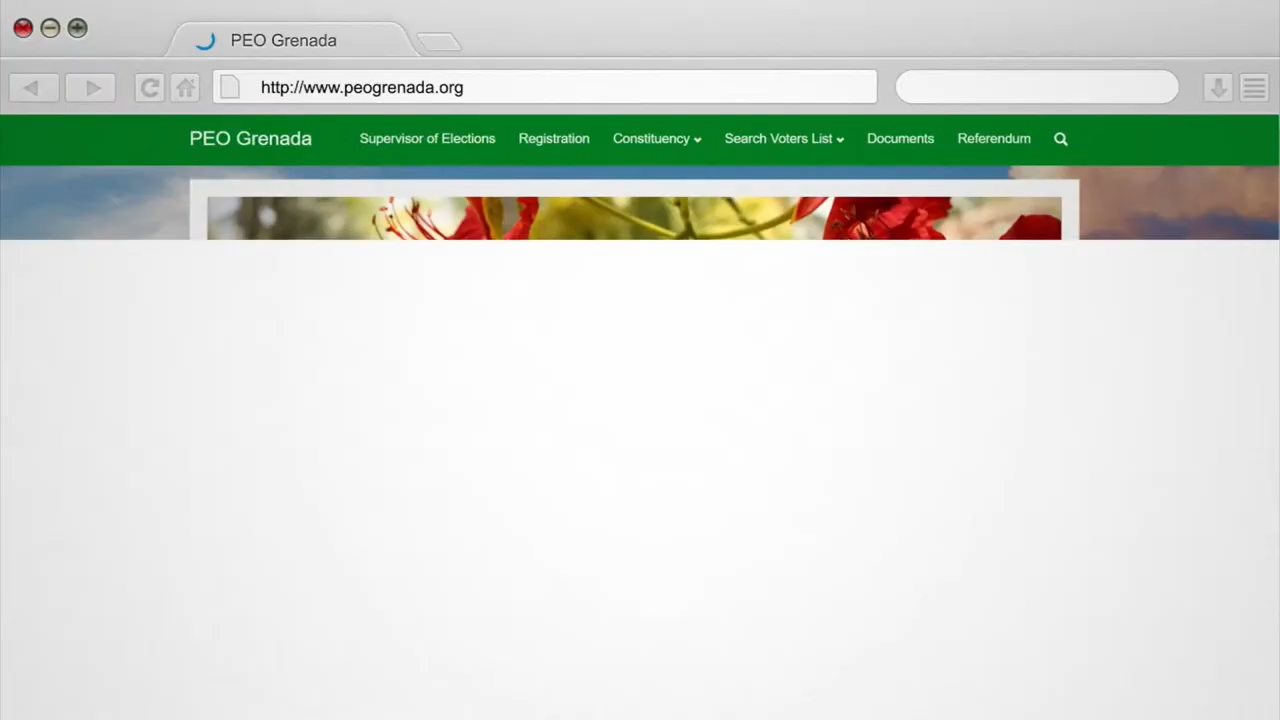 PEO Grenada
http://www.peogrenada.org
PEO Grenada Supervisor of Elections Registration Constituency Search Voters List Documents Referendum